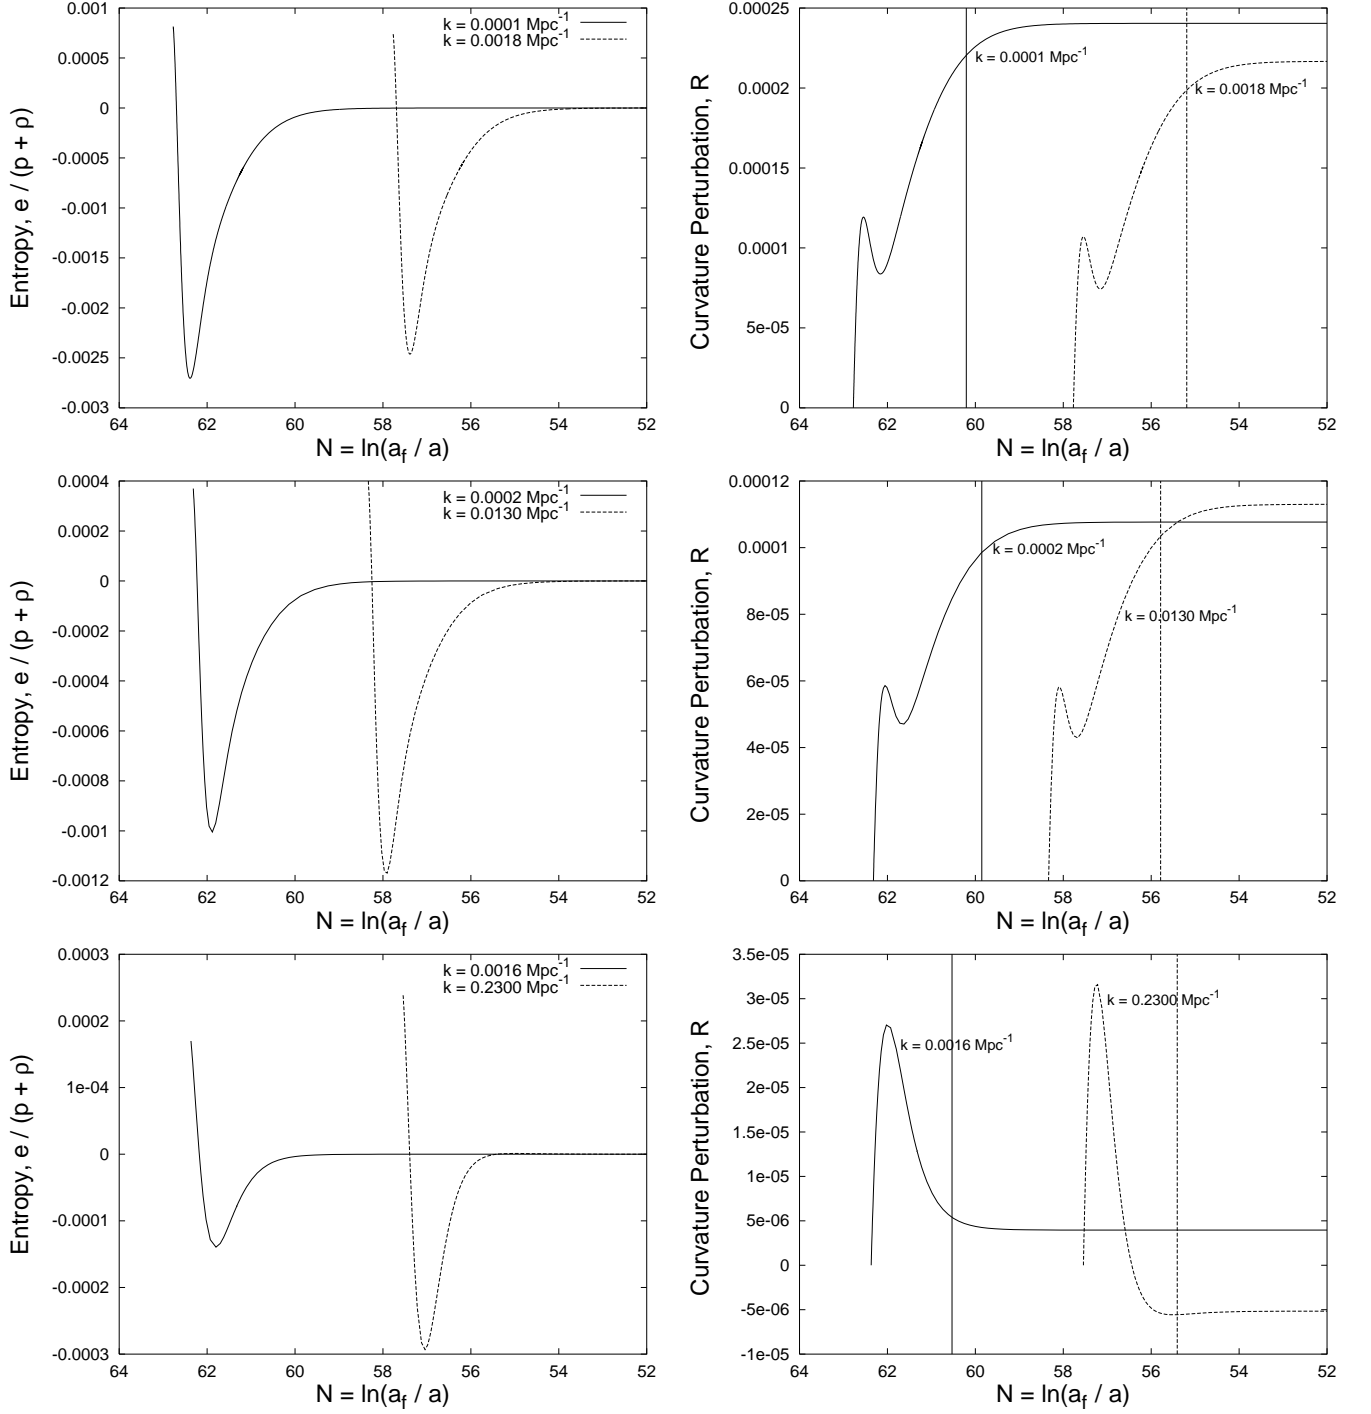 Entropy, e / (p + ρ)
0.001
0.0005
0
-0.0005
-0.001
-0.0015
-0.002
-0.0025
-0.003
64 62 60 58 56 54 52
N = ln(a_f / a)
k = 0.0001 Mpc^-1
k = 0.0018 Mpc^-1
Curvature Perturbation, R
0.00025
0.0002
0.00015
0.0001
5e-05
0
64 62 60 58 56 54 52
N = ln(a_f / a)
k = 0.0001 Mpc^-1
k = 0.0018 Mpc^-1
Entropy, e / (p + ρ)
0.0004
0.0002
0
-0.0002
-0.0004
-0.0006
-0.0008
-0.001
-0.0012
64 62 60 58 56 54 52
N = ln(a_f / a)
k = 0.0002 Mpc^-1
k = 0.0130 Mpc^-1
Curvature Perturbation, R
0.00012
0.0001
8e-05
6e-05
4e-05
2e-05
0
64 62 60 58 56 54 52
N = ln(a_f / a)
k = 0.0002 Mpc^-1
k = 0.0130 Mpc^-1
Entropy, e / (p + ρ)
0.0003
0.0002
1e-04
0
-0.0001
-0.0002
-0.0003
64 62 60 58 56 54 52
N = ln(a_f / a)
k = 0.0016 Mpc^-1
k = 0.2300 Mpc^-1
Curvature Perturbation, R
3.5e-05
3e-05
2.5e-05
2e-05
1.5e-05
1e-05
5e-06
0
-5e-06
-1e-05
64 62 60 58 56 54 52
N = ln(a_f / a)
k = 0.2300 Mpc^-1
k = 0.0016 Mpc^-1